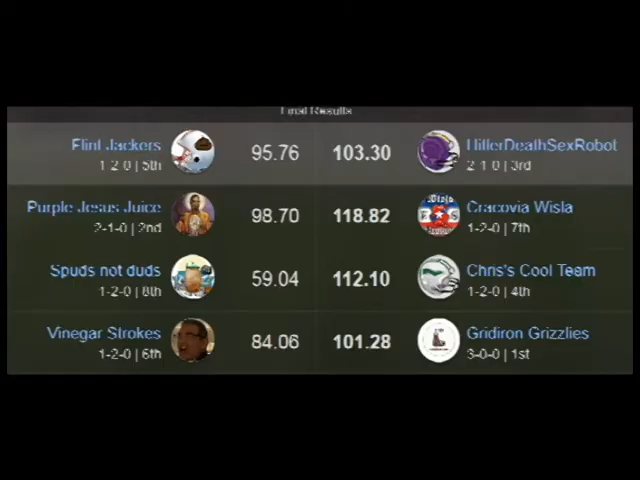 Final Results
Flint Jackers 95.76 103.30 HitlerDeathSexRobot
1-2-0 | 5th 2-1-0 | 3rd
Purple Jesus Juice 98.70 118.82 Cracovia Wisla
2-1-0 | 2nd 1-2-0 | 7th
Spuds not duds 59.04 112.10 Chris's Cool Team
1-2-0 | 8th 1-2-0 | 4th
Vinegar Strokes 84.06 101.28 Gridiron Grizzlies
1-2-0 | 6th 3-0-0 | 1st